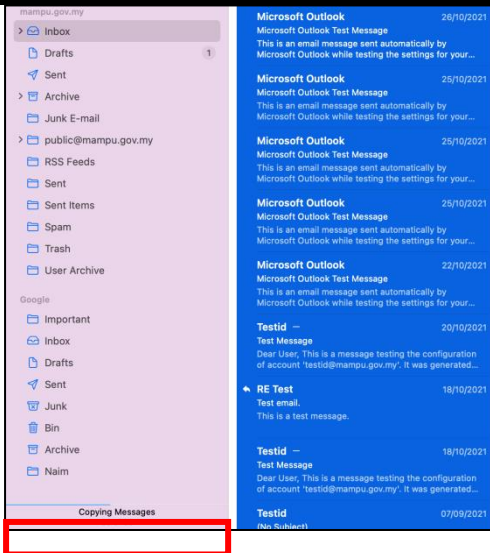 mampu.gov.my
Inbox
Drafts 1
Sent
Archive
Junk E-mail
public@mampu.gov.my
RSS Feeds
Sent
Sent Items
Spam
Trash
User Archive
Google
Important
Inbox
Drafts
Sent
Junk
Bin
Archive
Naim
Copying Messages
Microsoft Outlook 26/10/2021
Microsoft Outlook Test Message
This is an email message sent automatically by
Microsoft Outlook while testing the settings for your...
Microsoft Outlook 25/10/2021
Microsoft Outlook Test Message
This is an email message sent automatically by
Microsoft Outlook while testing the settings for your...
Microsoft Outlook 25/10/2021
Microsoft Outlook Test Message
This is an email message sent automatically by
Microsoft Outlook while testing the settings for your...
Microsoft Outlook 25/10/2021
Microsoft Outlook Test Message
This is an email message sent automatically by
Microsoft Outlook while testing the settings for your...
Microsoft Outlook 22/10/2021
Microsoft Outlook Test Message
This is an email message sent automatically by
Microsoft Outlook while testing the settings for your...
Testid — 20/10/2021
Test Message
Dear User, This is a message testing the configuration
of account 'testid@mampu.gov.my'. It was generated...
RE Test 18/10/2021
Test email.
This is a test message.
Testid — 18/10/2021
Test Message
Dear User, This is a message testing the configuration
of account 'testid@mampu.gov.my'. It was generated...
Testid 07/09/2021
(No Subject)